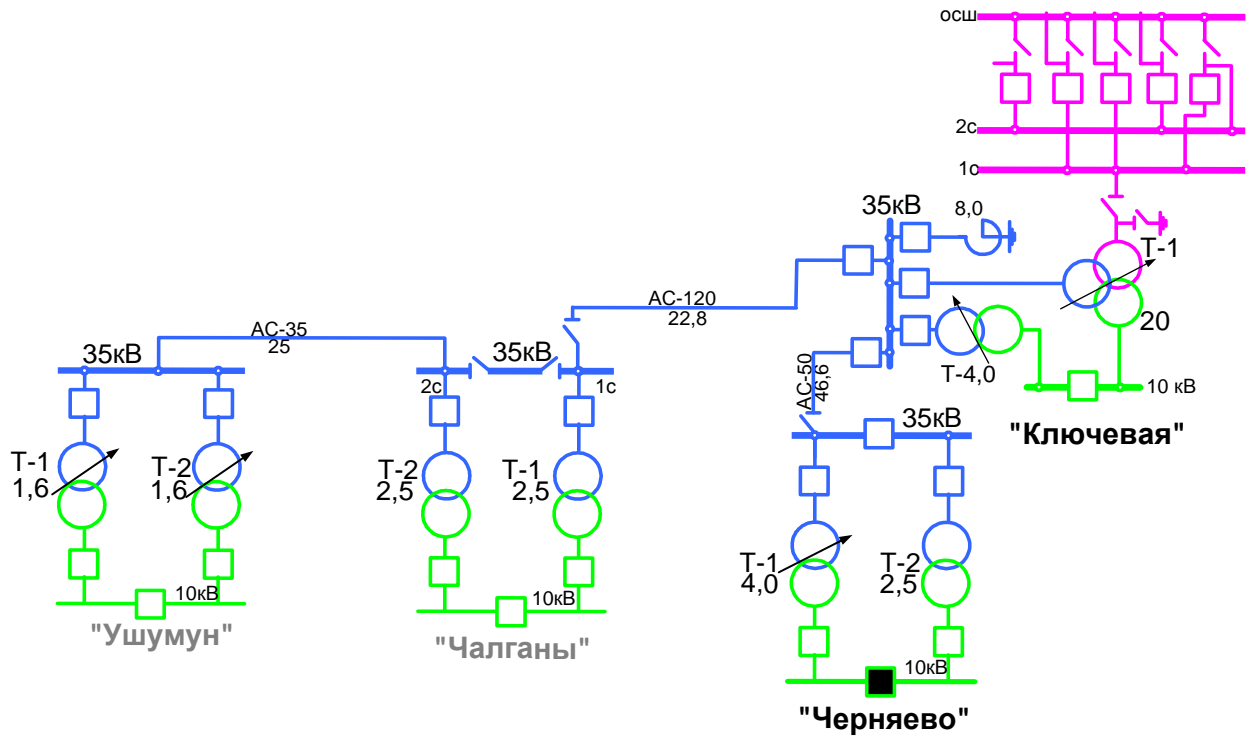 осш
2с
1с
35кВ
8,0
Т-1
20
АС-120
22,8
Т-4,0
10 кВ
"Ключевая"
АС-35
25
35кВ
35кВ
2с
1с
АС-50
46,6
35кВ
Т-1
1,6
Т-2
1,6
10кВ
"Ушумун"
Т-2
2,5
Т-1
2,5
10кВ
"Чалганы"
Т-1
4,0
Т-2
2,5
10кВ
"Черняево"